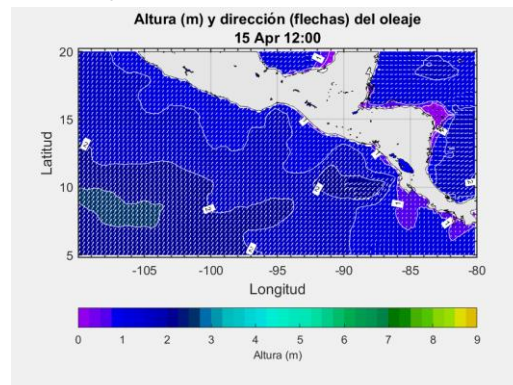 Altura (m) y dirección (flechas) del oleaje
15 Apr 12:00
20
15
10
5
Latitud
-105 -100 -95 -90 -85 -80
Longitud
0 1 2 3 4 5 6 7 8 9
Altura (m)